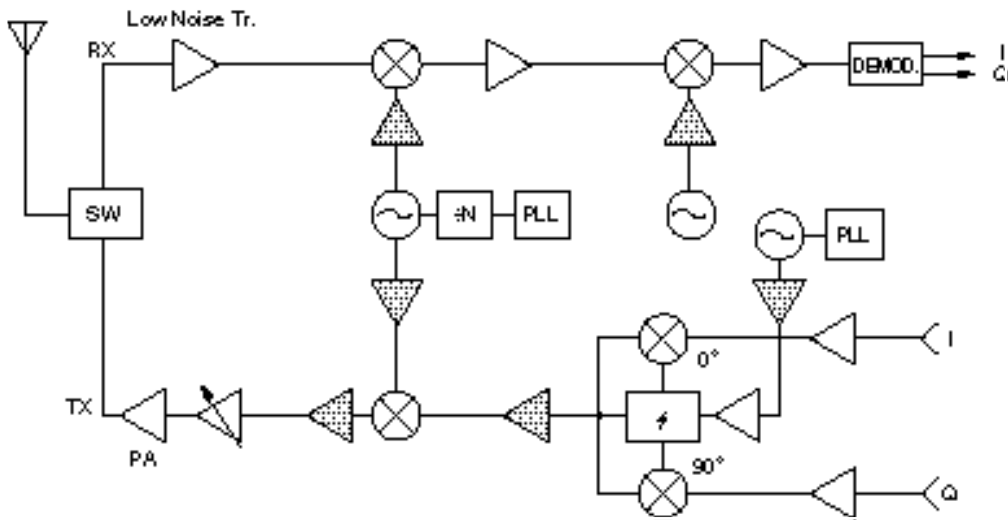 Low Noise Tr.
RX
I
DEMOD.
Q
SW
÷N
PLL
PLL
I
0°
TX
90°
PA
Q